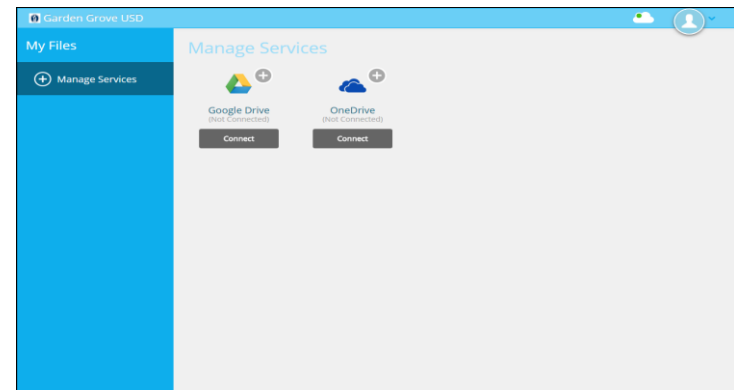 Garden Grove USD
My Files
Manage Services
Manage Services
Google Drive
(Not Connected)
Connect
OneDrive
(Not Connected)
Connect